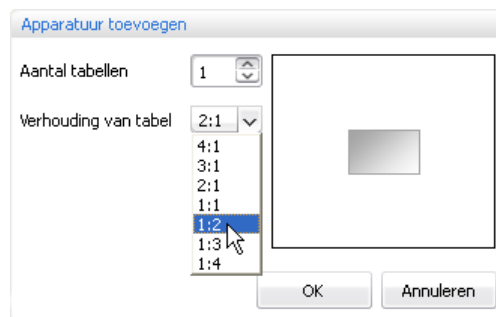 Apparatuur toevoegen
Aantal tabellen 1
Verhouding van tabel 2:1
4:1
3:1
2:1
1:1
1:2
1:3
1:4
OK Annuleren